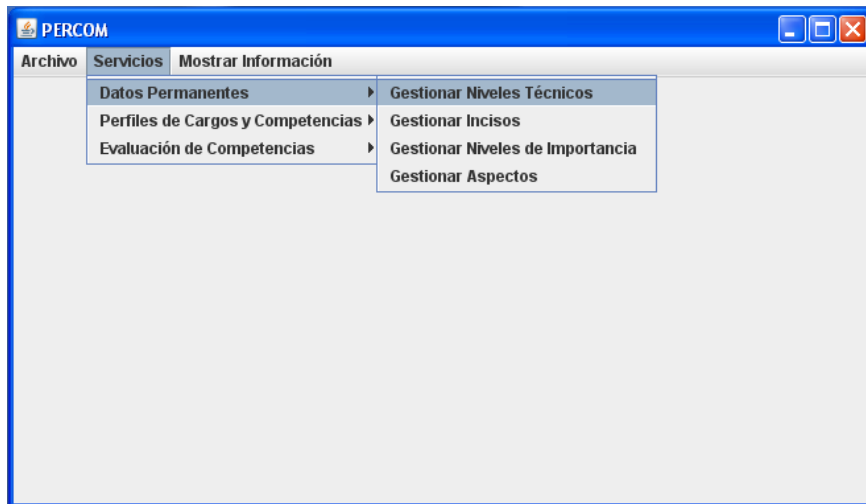 PERCOM
Archivo Servicios Mostrar Información
Datos Permanentes Gestionar Niveles Técnicos
Perfiles de Cargos y Competencias Gestionar Incisos
Evaluación de Competencias Gestionar Niveles de Importancia
Gestionar Aspectos